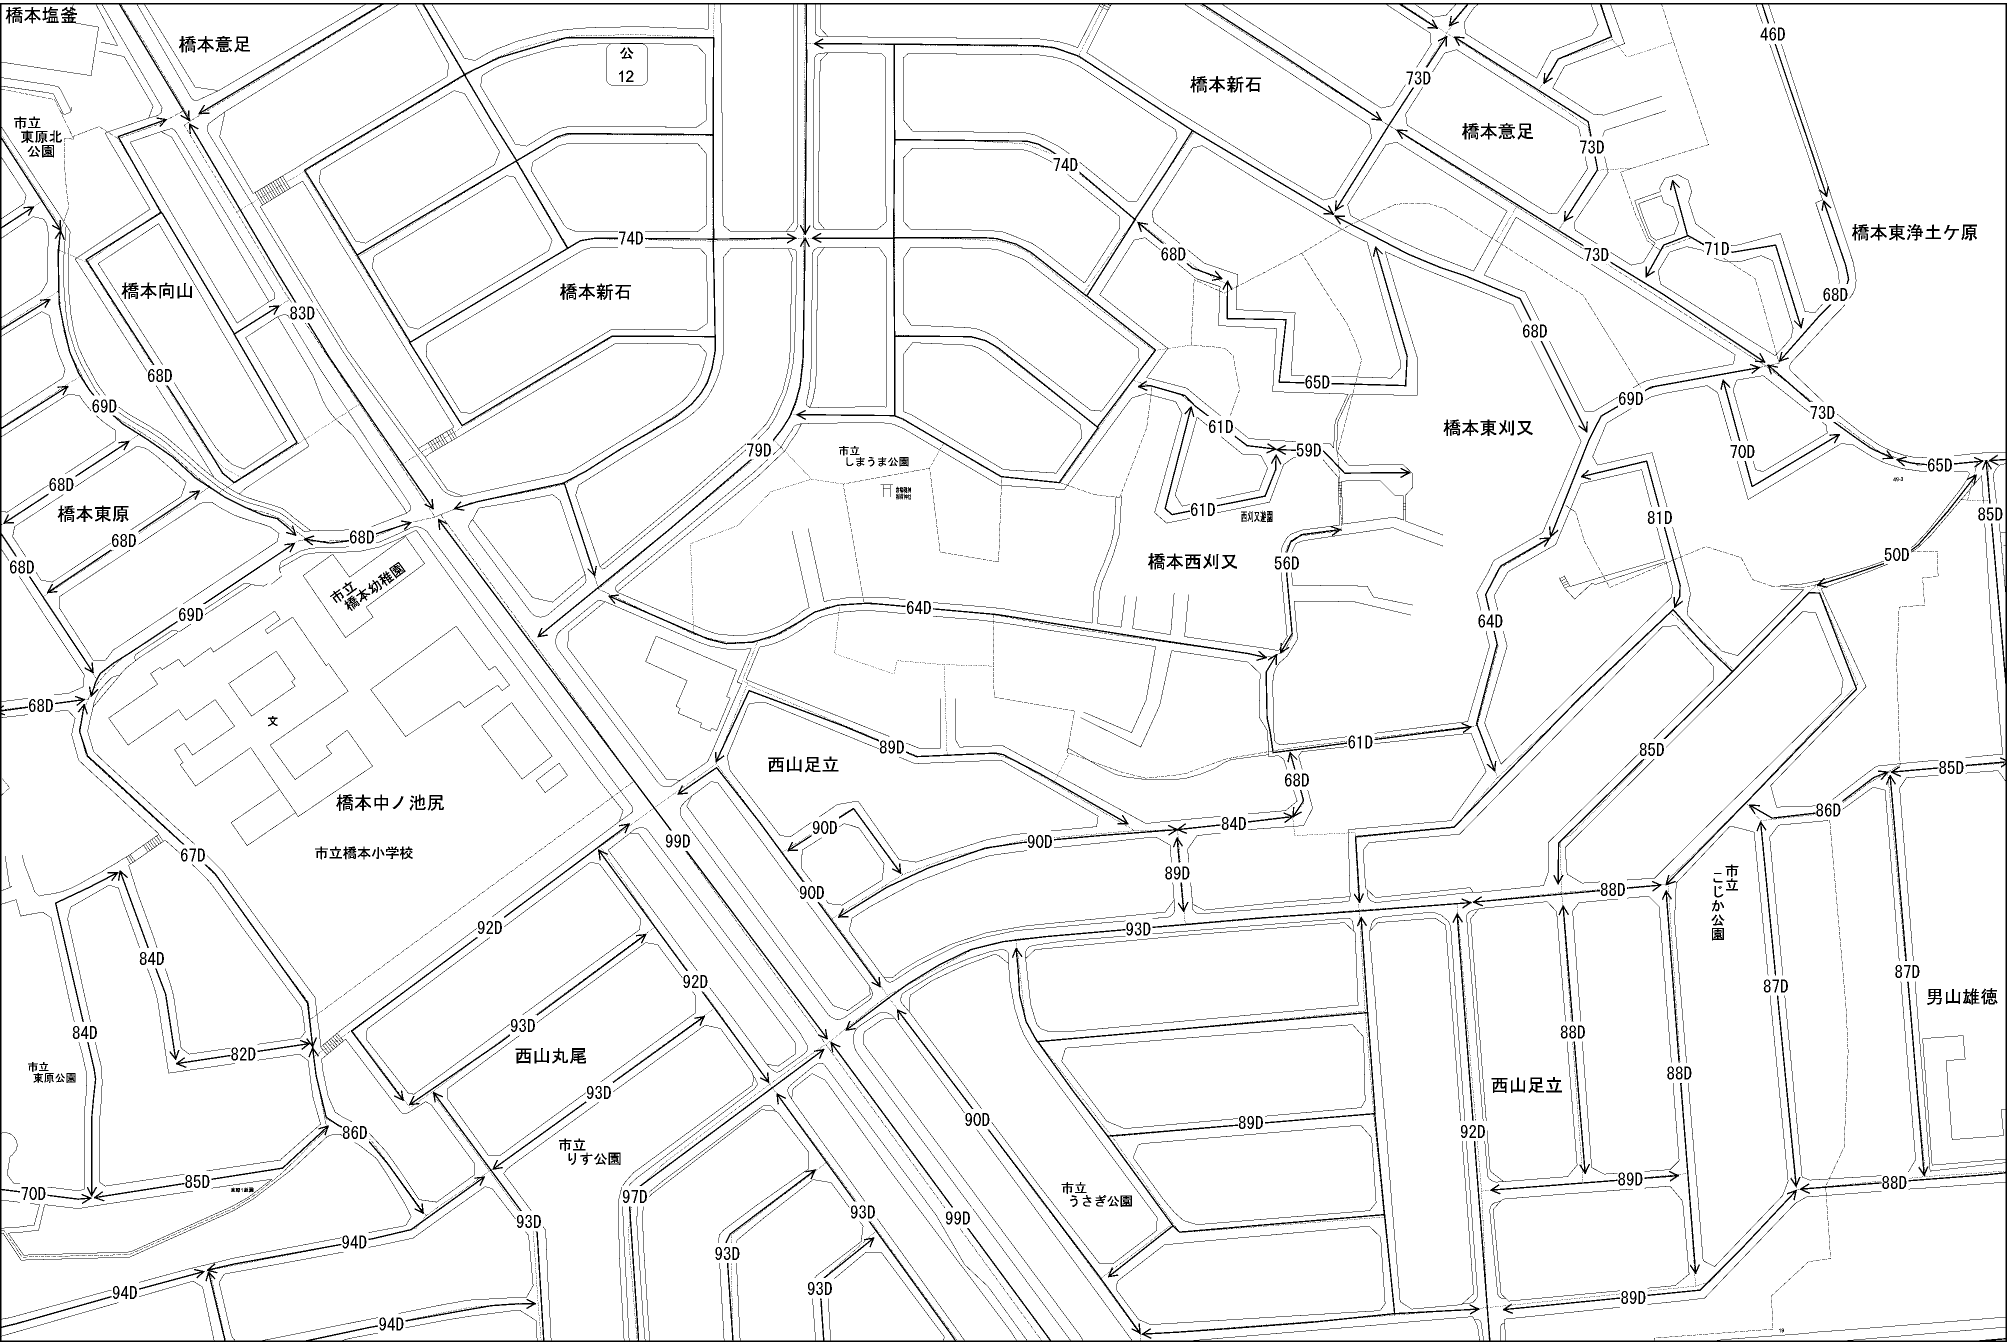 橋本塩釜
橋本意足
公
12
46D
73D
橋本新石
橋本意足
市立
東原北
公園
73D
74D
橋本東浄土ケ原
74D
71D
68D
73D
橋本向山
橋本新石
68D
83D
68D
68D
65D
69D
69D
73D
61D
橋本東刈又
79D
59D
70D
市立
しまうま公園
65D
68D
橋本東原
61D
西刈又遊園
81D
85D
68D
68D
50D
橋本西刈又
56D
68D
市立
橋本幼稚園
64D
69D
64D
68D
文
61D
89D
85D
西山足立
85D
68D
橋本中ノ池尻
86D
84D
90D
99D
90D
市立橋本小学校
67D
89D
市立
こじか公園
90D
88D
92D
93D
84D
87D
92D
87D
男山雄徳
93D
84D
88D
82D
西山丸尾
市立
東原公園
88D
西山足立
93D
90D
89D
86D
92D
市立
りす公園
89D
85D
88D
70D
97D
市立
うさぎ公園
93D
93D
99D
94D
93D
93D
94D
89D
94D